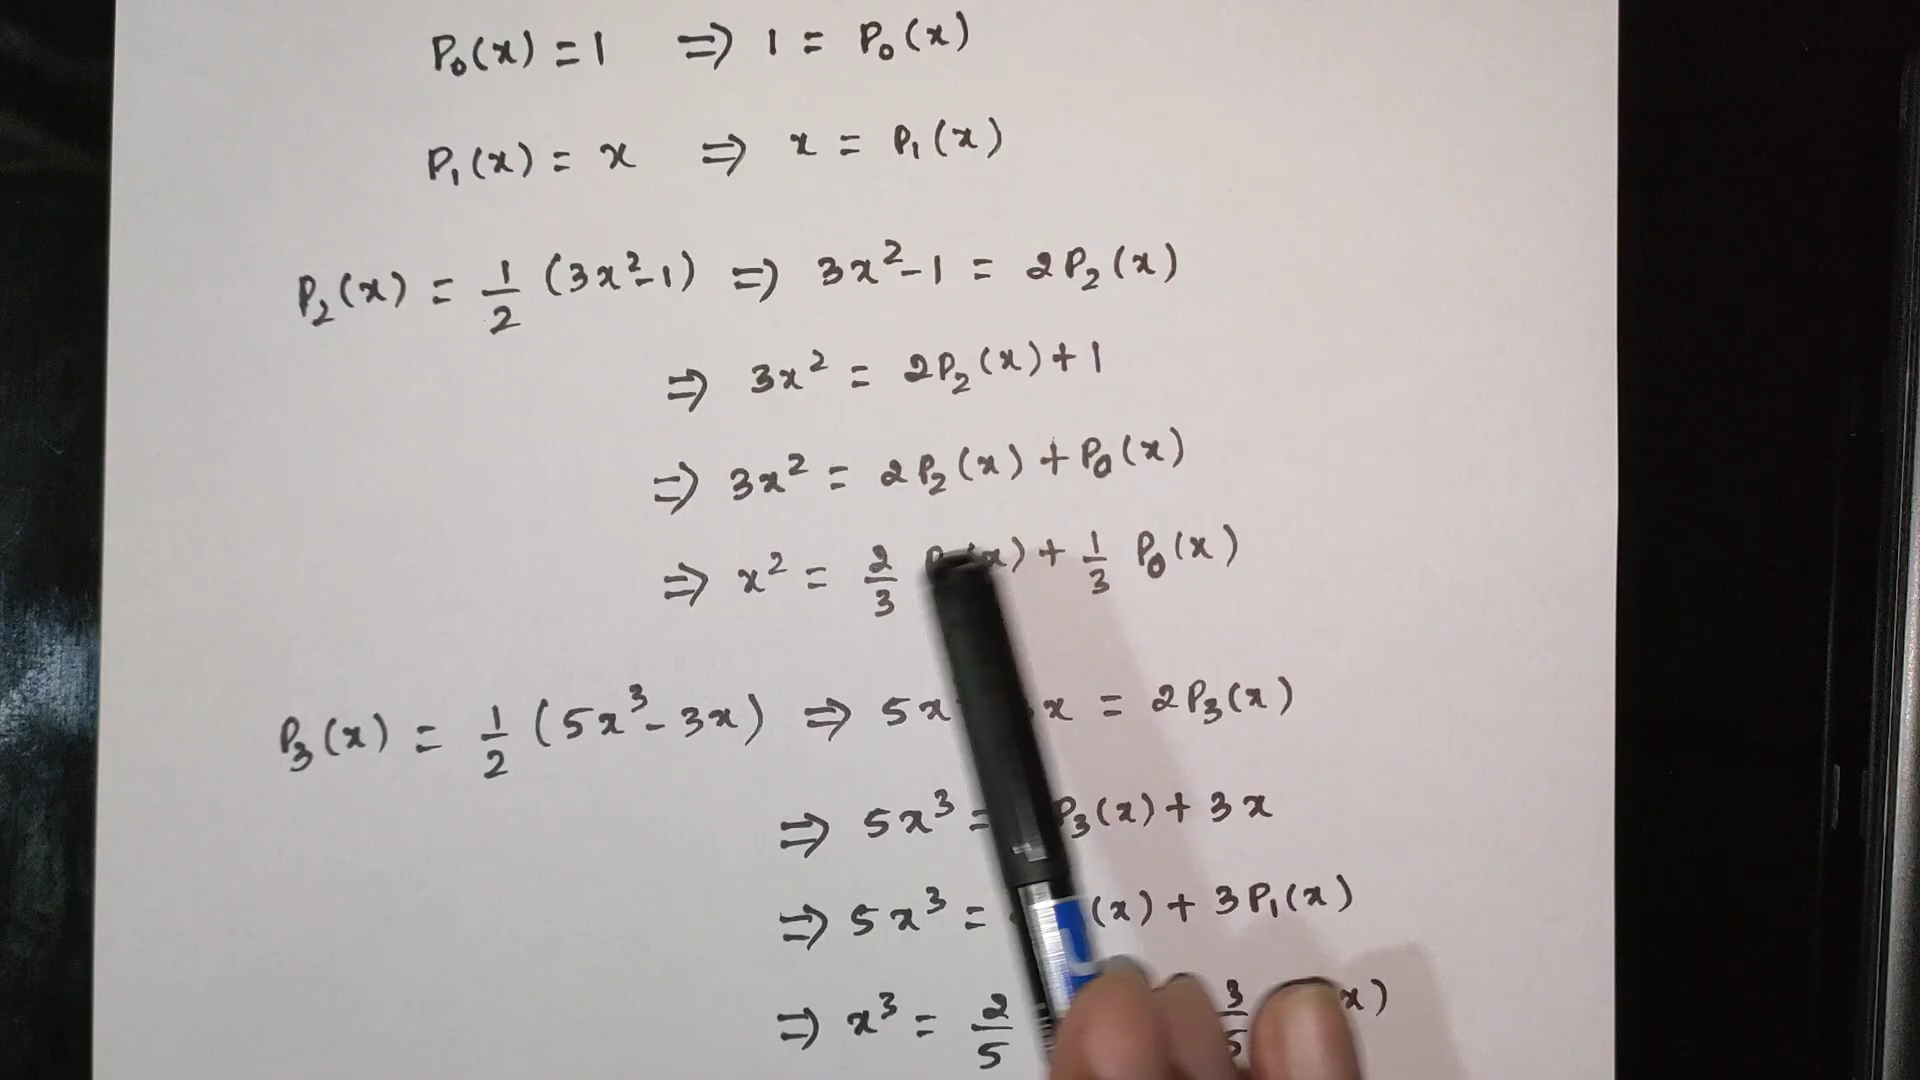 P₀(x) = 1 ⇒ 1 = P₀(x)
P₁(x) = x ⇒ x = P₁(x)
P₂(x) = 1/2 (3x²-1) ⇒ 3x²-1 = 2P₂(x)
⇒ 3x² = 2P₂(x) + 1
⇒ 3x² = 2P₂(x) + P₀(x)
⇒ x² = 2/3 x) + 1/3 P₀(x)
P₃(x) = 1/2 (5x³-3x) ⇒ 5x x = 2P₃(x)
⇒ 5x³ = P₃(x) + 3x
⇒ 5x³ = (x) + 3P₁(x)
⇒ x³ = 2/5 3/5 x)